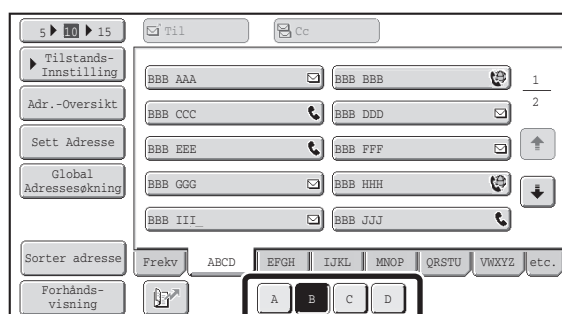 5 10 15
Til
Cc
Tilstands-
Innstilling
Adr.-Oversikt
Sett Adresse
Global
Adressesøkning
Sorter adresse
Forhånds-
visning
BBB AAA
BBB BBB
BBB CCC
BBB DDD
BBB EEE
BBB FFF
BBB GGG
BBB HHH
BBB III_
BBB JJJ
1
2
Frekv ABCD EFGH IJKL MNOP QRSTU VWXYZ etc.
A B C D